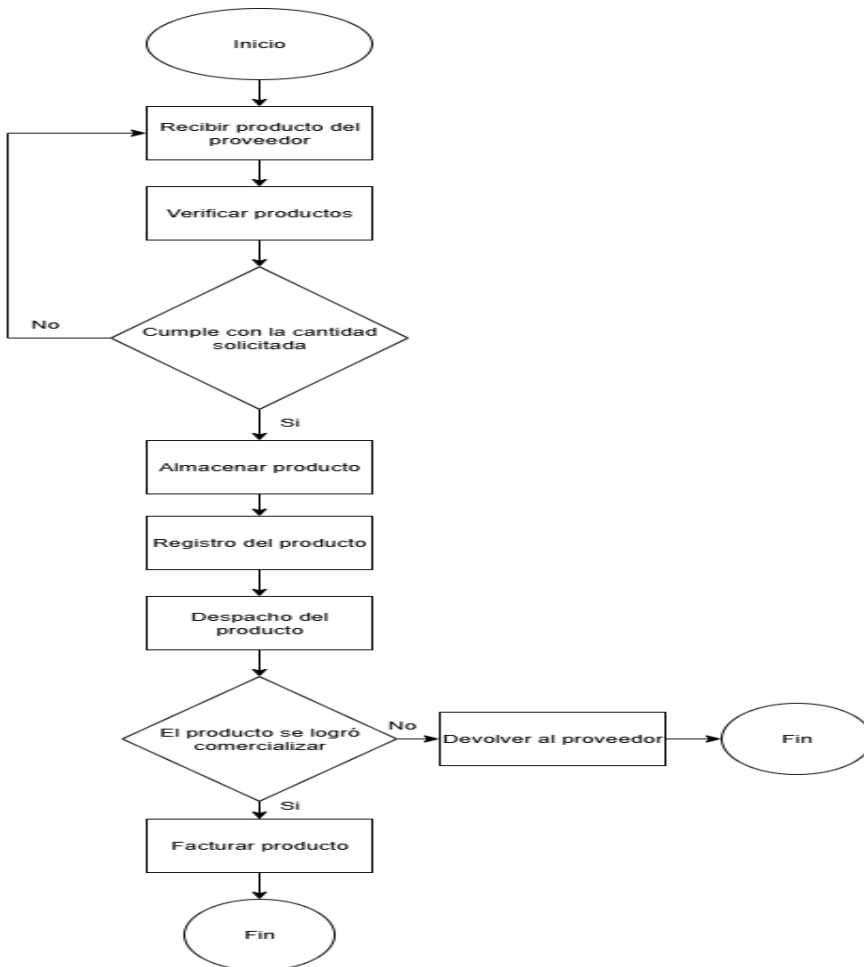 Inicio
Recibir producto del
proveedor
Verificar productos
No
Cumple con la cantidad
solicitada
Si
Almacenar producto
Registro del producto
Despacho del
producto
El producto se logró
comercializar
No
Devolver al proveedor
Fin
Si
Facturar producto
Fin